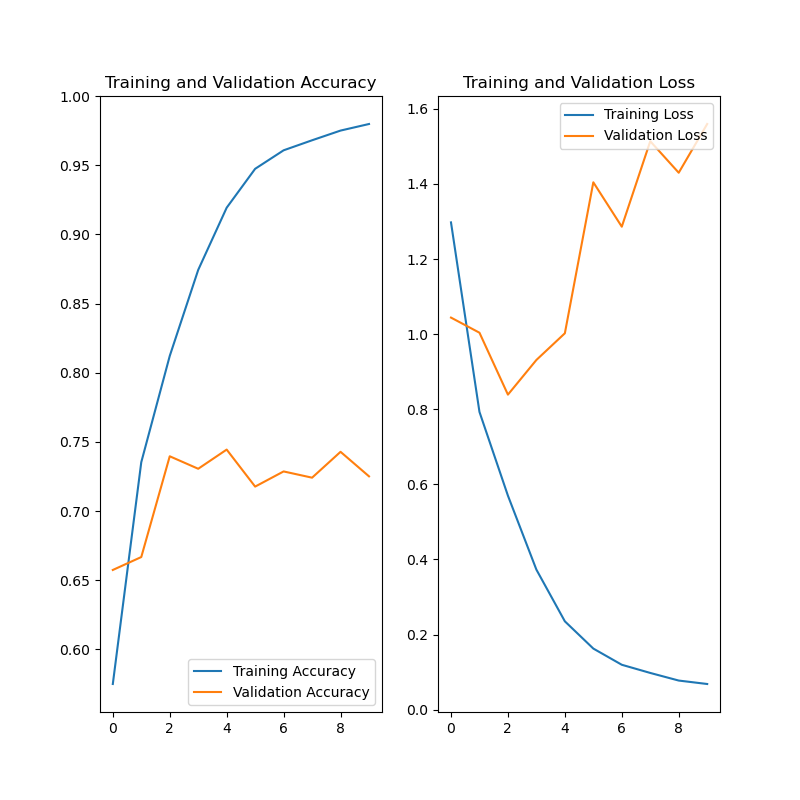 Training and Validation Accuracy
1.00
0.95
0.90
0.85
0.80
0.75
0.70
0.65
0.60
Training Accuracy
Validation Accuracy
0 2 4 6 8
Training and Validation Loss
1.6
1.4
1.2
1.0
0.8
0.6
0.4
0.2
0.0
Training Loss
Validation Loss
0 2 4 6 8